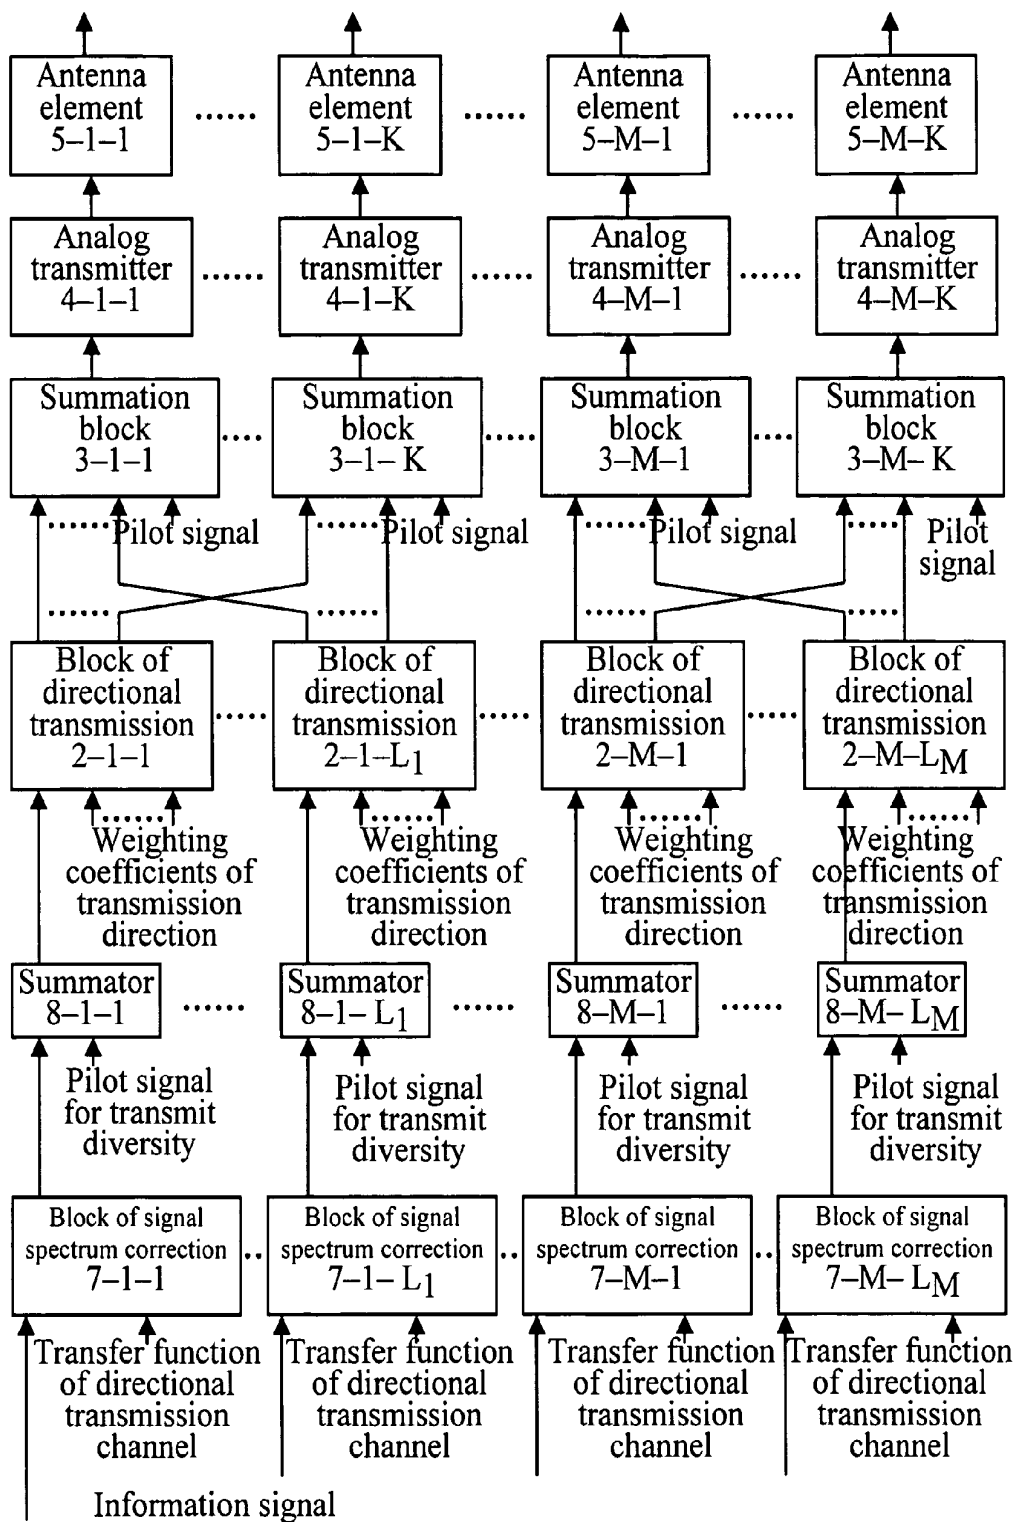 Antenna element 5–1–1
Antenna element 5–1–K
Antenna element 5–M–1
Antenna element 5–M–K
Analog transmitter 4–1–1
Analog transmitter 4–1–K
Analog transmitter 4–M–1
Analog transmitter 4–M–K
Summation block 3–1–1
Summation block 3–1–K
Summation block 3–M–1
Summation block 3–M–K
Pilot signal
Pilot signal
Pilot signal
Pilot signal
Block of directional transmission 2–1–1
Block of directional transmission 2–1–L1
Block of directional transmission 2–M–1
Block of directional transmission 2–M–LM
Weighting coefficients of transmission direction
Weighting coefficients of transmission direction
Weighting coefficients of transmission direction
Weighting coefficients of transmission direction
Summator 8–1–1
Summator 8–1–L1
Summator 8–M–1
Summator 8–M–LM
Pilot signal for transmit diversity
Pilot signal for transmit diversity
Pilot signal for transmit diversity
Pilot signal for transmit diversity
Block of signal spectrum correction 7–1–1
Block of signal spectrum correction 7–1–L1
Block of signal spectrum correction 7–M–1
Block of signal spectrum correction 7–M–LM
Transfer function of directional transmission channel
Transfer function of directional transmission channel
Transfer function of directional transmission channel
Transfer function of directional transmission channel
Information signal